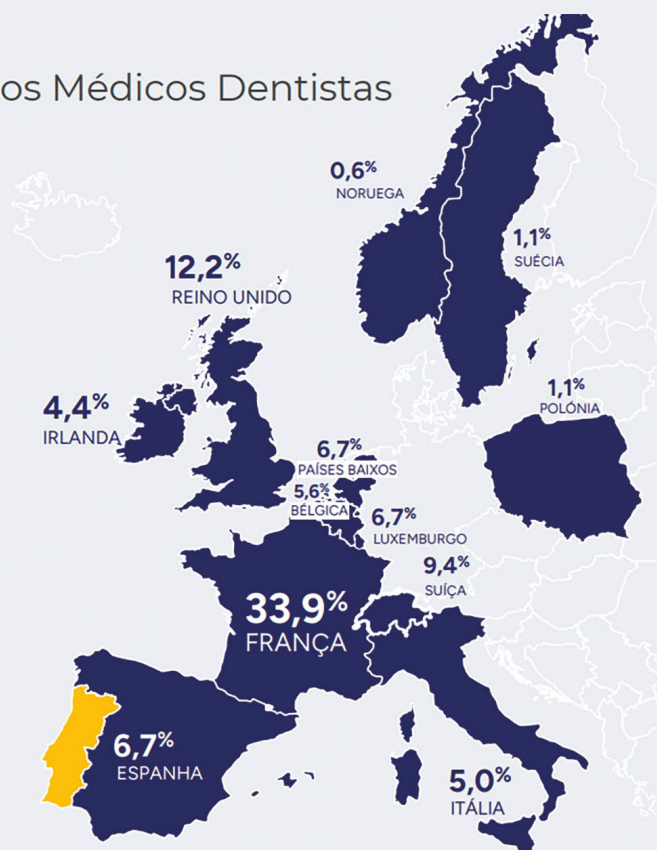 os Médicos Dentistas
0,6%
NORUEGA
1,1%
SUÉCIA
12,2%
REINO UNIDO
4,4%
IRLANDA
1,1%
POLÓNIA
6,7%
PAÍSES BAIXOS
5,6%
BÉLGICA
6,7%
LUXEMBURGO
9,4%
SUÍÇA
33,9%
FRANÇA
6,7%
ESPANHA
5,0%
ITÁLIA